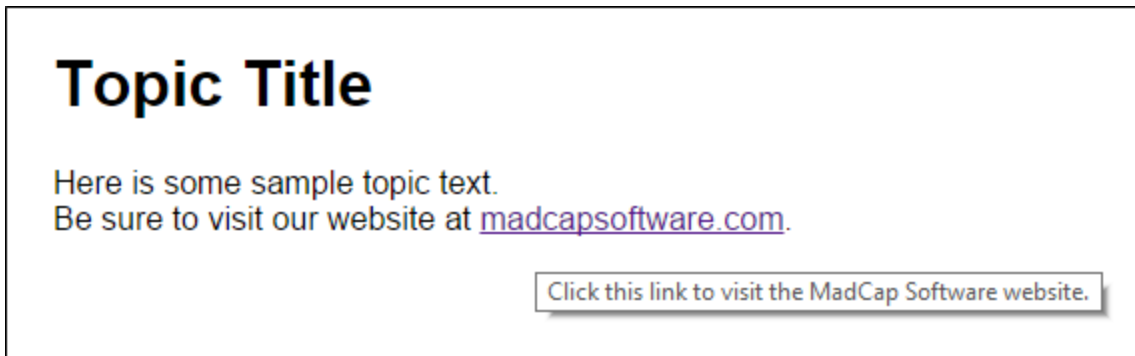 Topic Title
Here is some sample topic text.
Be sure to visit our website at madcapsoftware.com.
Click this link to visit the MadCap Software website.